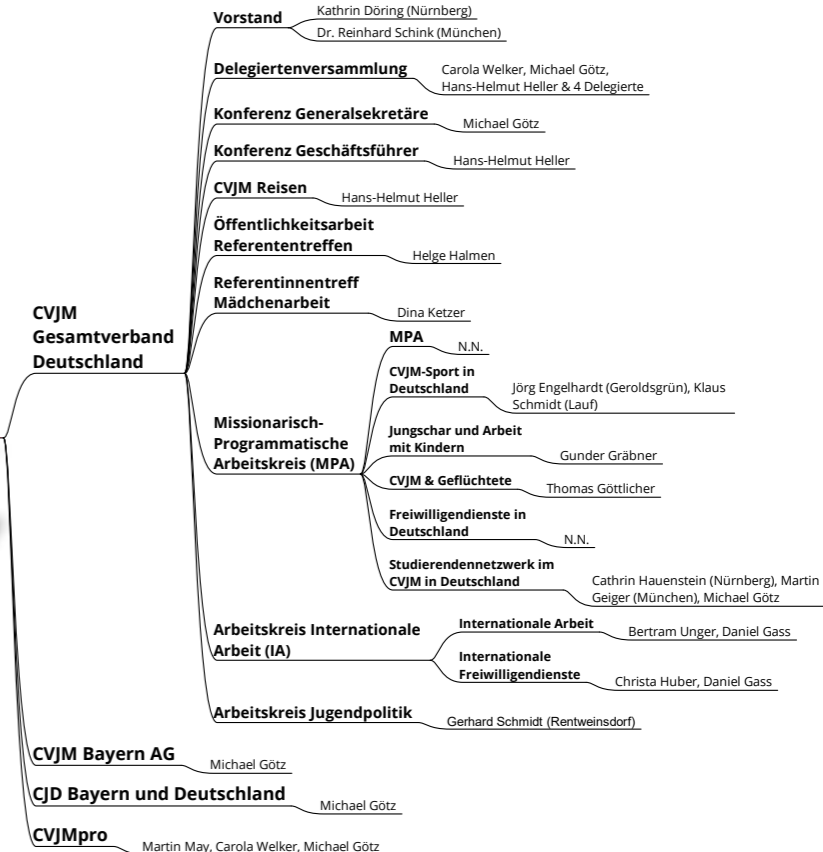 Vorstand
Kathrin Döring (Nürnberg)
Dr. Reinhard Schink (München)
Delegiertenversammlung
Carola Welker, Michael Götz,
Hans-Helmut Heller & 4 Delegierte
Konferenz Generalsekretäre
Michael Götz
Konferenz Geschäftsführer
Hans-Helmut Heller
CVJM Reisen
Hans-Helmut Heller
Öffentlichkeitsarbeit
Referententreffen
Helge Halmen
Referentinnentreff
Mädchenarbeit
Dina Ketzer
CVJM
Gesamtverband
Deutschland
Missionarisch-
Programmatische
Arbeitskreis (MPA)
MPA
N.N.
CVJM-Sport in
Deutschland
Jörg Engelhardt (Geroldsgrün), Klaus
Schmidt (Lauf)
Jungschar und Arbeit
mit Kindern
Gunder Gräbner
CVJM & Geflüchtete
Thomas Göttlicher
Freiwilligendienste in
Deutschland
N.N.
Studierendennetzwerk im
CVJM in Deutschland
Cathrin Hauenstein (Nürnberg), Martin
Geiger (München), Michael Götz
Arbeitskreis Internationale
Arbeit (IA)
Internationale Arbeit
Bertram Unger, Daniel Gass
Internationale
Freiwilligendienste
Christa Huber, Daniel Gass
Arbeitskreis Jugendpolitik
Gerhard Schmidt (Rentweinsdorf)
CVJM Bayern AG
Michael Götz
CJD Bayern und Deutschland
Michael Götz
CVJMpro
Martin May, Carola Welker, Michael Götz